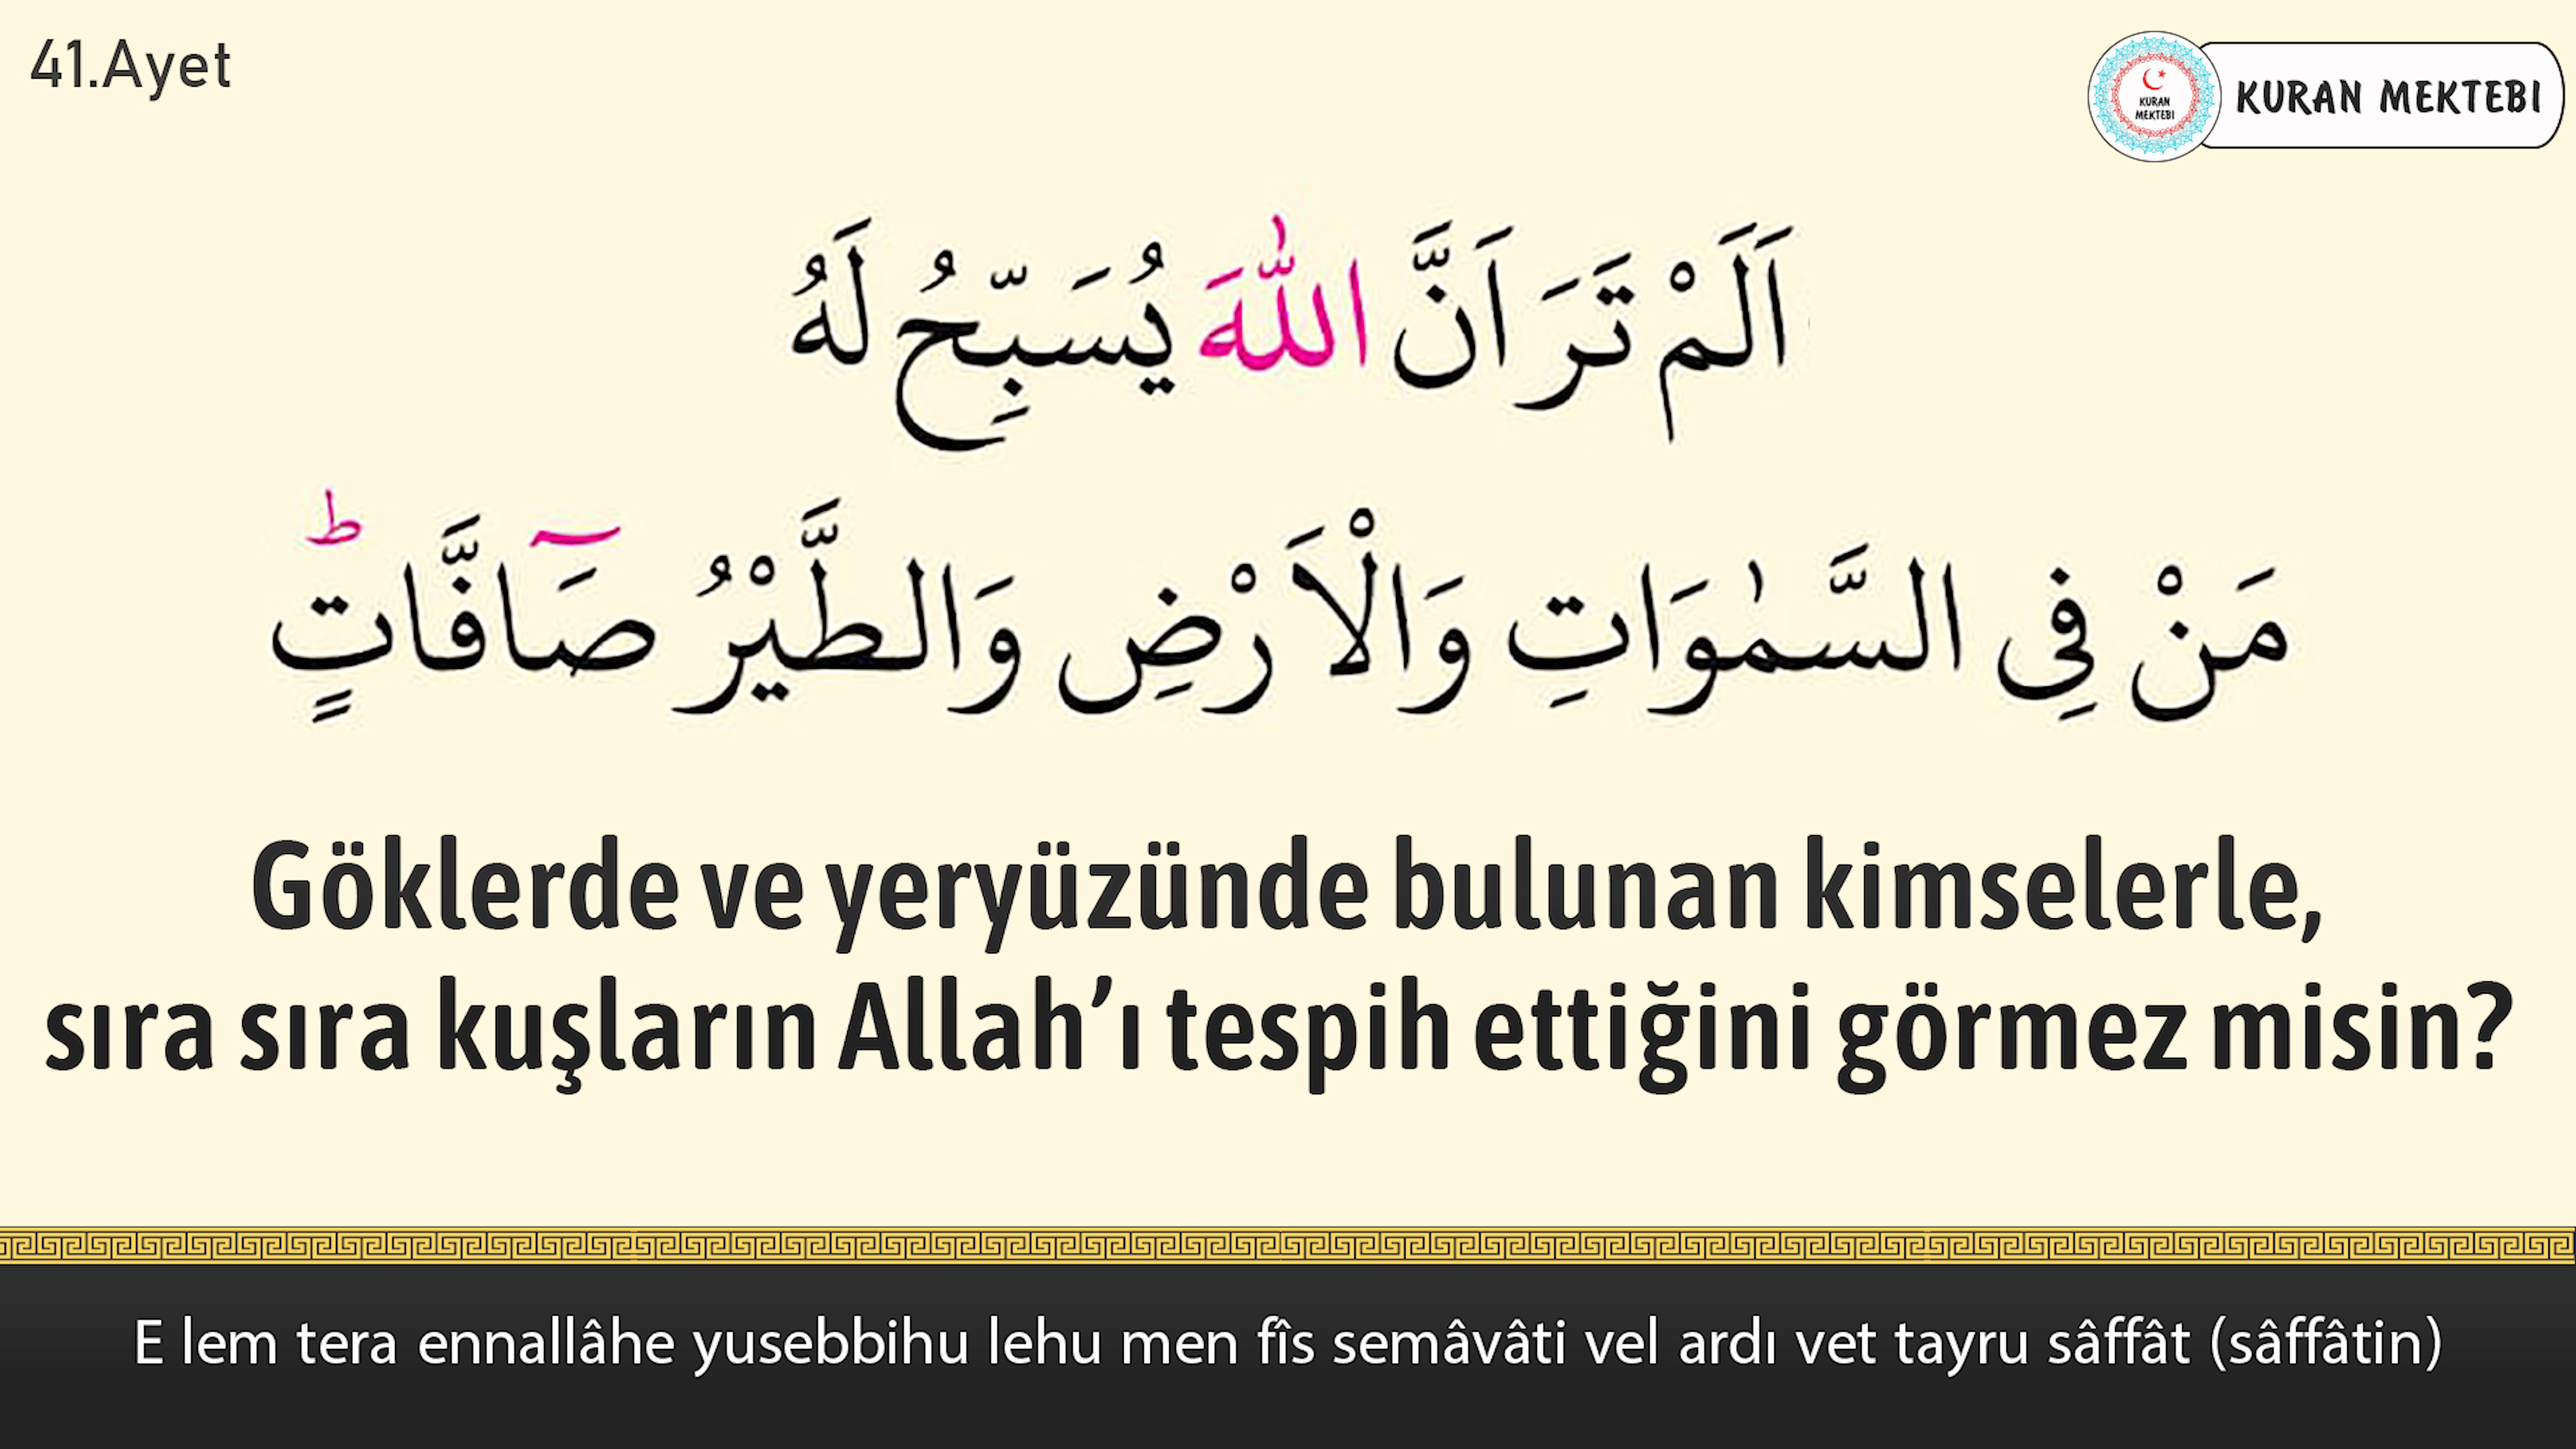 41.Ayet
KURAN
MEKTEBI
KURAN MEKTEBI
اَلَمْ تَرَ اَنَّ اللّٰهَ يُسَبِّحُ لَهُ
مَنْ فِى السَّمٰوَاتِ وَالْاَرْضِ وَالطَّيْرُ صَٓافَّاتٍۜ
Göklerde ve yeryüzünde bulunan kimselerle,
sıra sıra kuşların Allah’ı tespih ettiğini görmez misin?
E lem tera ennallâhe yusebbihu lehu men fîs semâvâti vel ardı vet tayru sâffât (sâffâtin)